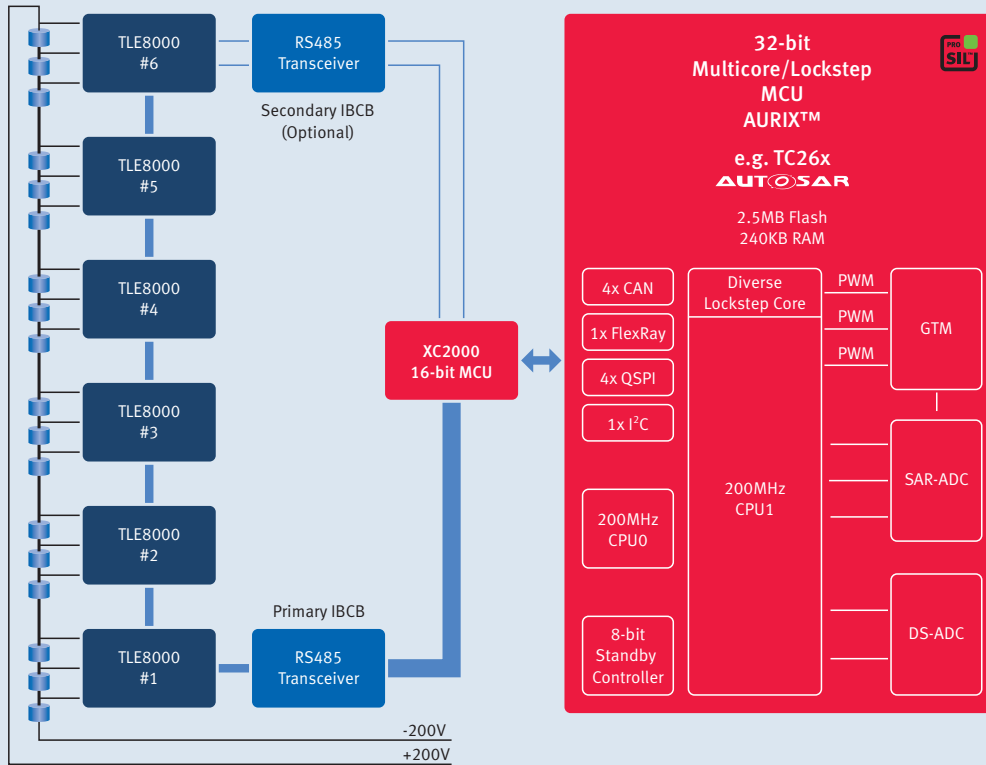 TLE8000
#6
RS485
Transceiver
Secondary IBCB
(Optional)
TLE8000
#5
TLE8000
#4
TLE8000
#3
TLE8000
#2
TLE8000
#1
Primary IBCB
RS485
Transceiver
-200V
+200V
XC2000
16-bit MCU
32-bit
Multicore/Lockstep
MCU
AURIX™
PRO
SIL™
e.g. TC26x
AUTOSAR
2.5MB Flash
240KB RAM
4x CAN
1x FlexRay
4x QSPI
1x I²C
200MHz
CPU0
8-bit
Standby
Controller
Diverse
Lockstep Core
200MHz
CPU1
PWM
PWM
PWM
GTM
SAR-ADC
DS-ADC